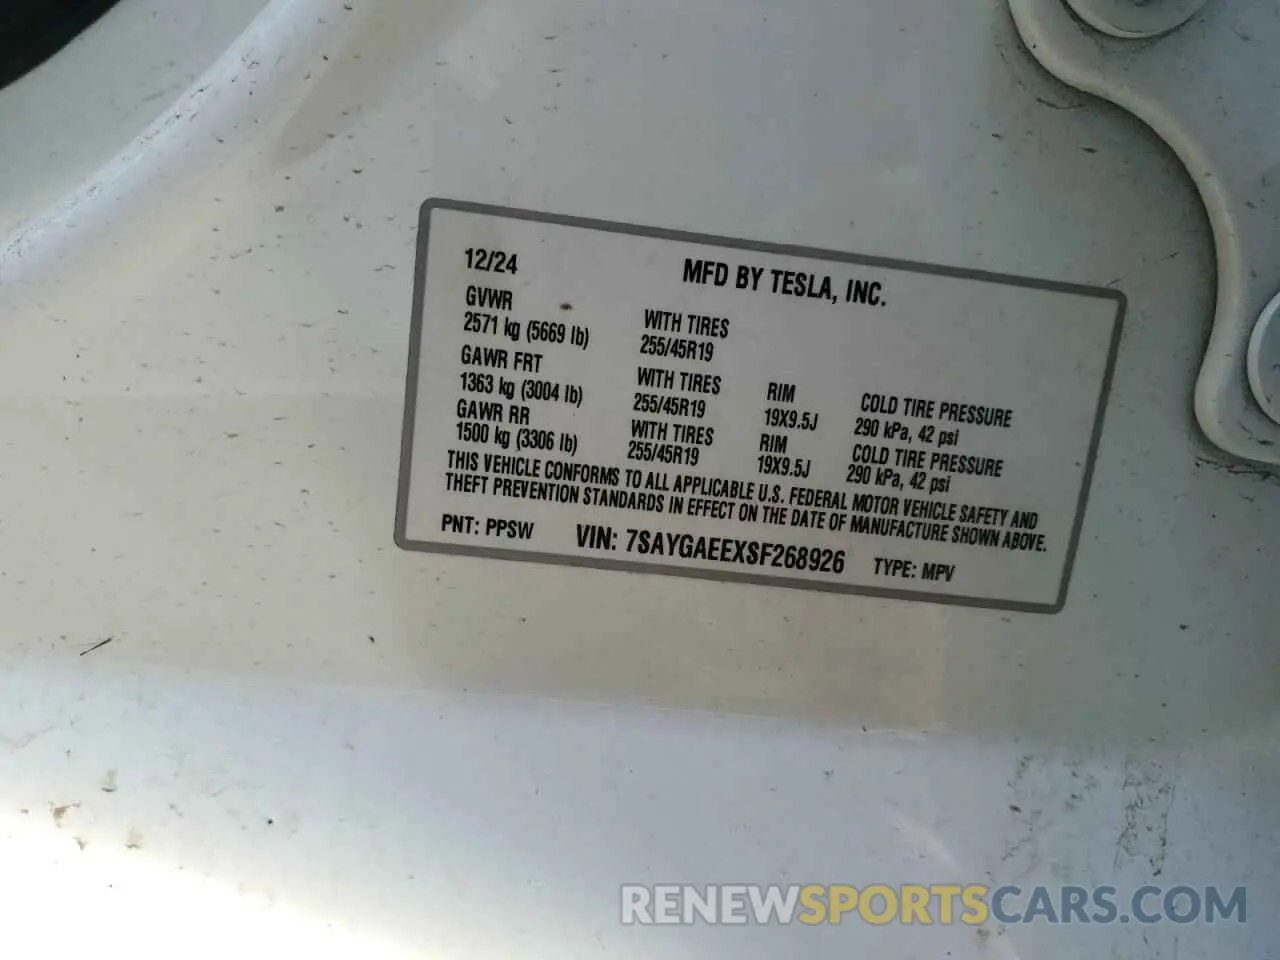 12/24 MFD BY TESLA, INC.
GVWR
2571 kg (5669 lb) WITH TIRES 255/45R19
GAWR FRT
1363 kg (3004 lb) WITH TIRES 255/45R19 RIM 19X9.5J COLD TIRE PRESSURE 290 kPa, 42 psi
GAWR RR
1500 kg (3306 lb) WITH TIRES 255/45R19 RIM 19X9.5J COLD TIRE PRESSURE 290 kPa, 42 psi
THIS VEHICLE CONFORMS TO ALL APPLICABLE U.S. FEDERAL MOTOR VEHICLE SAFETY AND
THEFT PREVENTION STANDARDS IN EFFECT ON THE DATE OF MANUFACTURE SHOWN ABOVE.
PNT: PPSW VIN: 7SAYGAEEXSF268926 TYPE: MPV
RENEWSPORTSCARS.COM